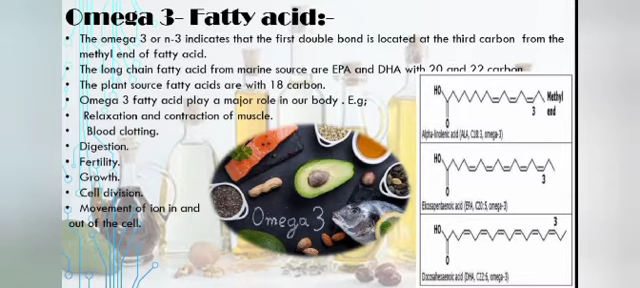 Omega 3- Fatty acid:-
• The omega 3 or n-3 indicates that the first double bond is located at the third carbon from the
methyl end of fatty acid.
• The long chain fatty acid from marine source are EPA and DHA with 20 and 22 carbon
• The plant source fatty acids are with 18 carbon.
• Omega 3 fatty acid play a major role in our body . E.g;
• Relaxation and contraction of muscle.
• Blood clotting.
• Digestion.
• Fertility.
• Growth.
• Cell division.
• Movement of ion in and
out of the cell.
Omega 3
HO
O
3
Methyl
end
Alpha-linolenic acid (ALA, C18:3, omega-3)
HO
O
3
Eicosapentaenoic acid (EPA, C20:5, omega-3)
HO
O
3
Docosahexaenoic acid (DHA, C22:6, omega-3)